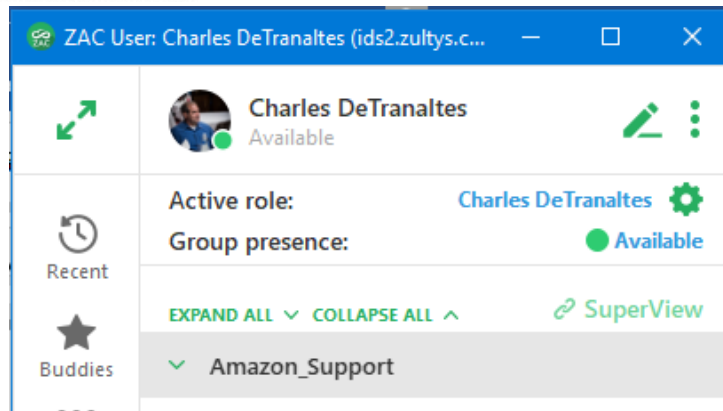 ZAC User: Charles DeTranaltes (ids2.zultys.c...
Charles DeTranaltes
Available
Active role: Charles DeTranaltes
Group presence: Available
Recent
EXPAND ALL COLLAPSE ALL SuperView
Buddies
Amazon_Support